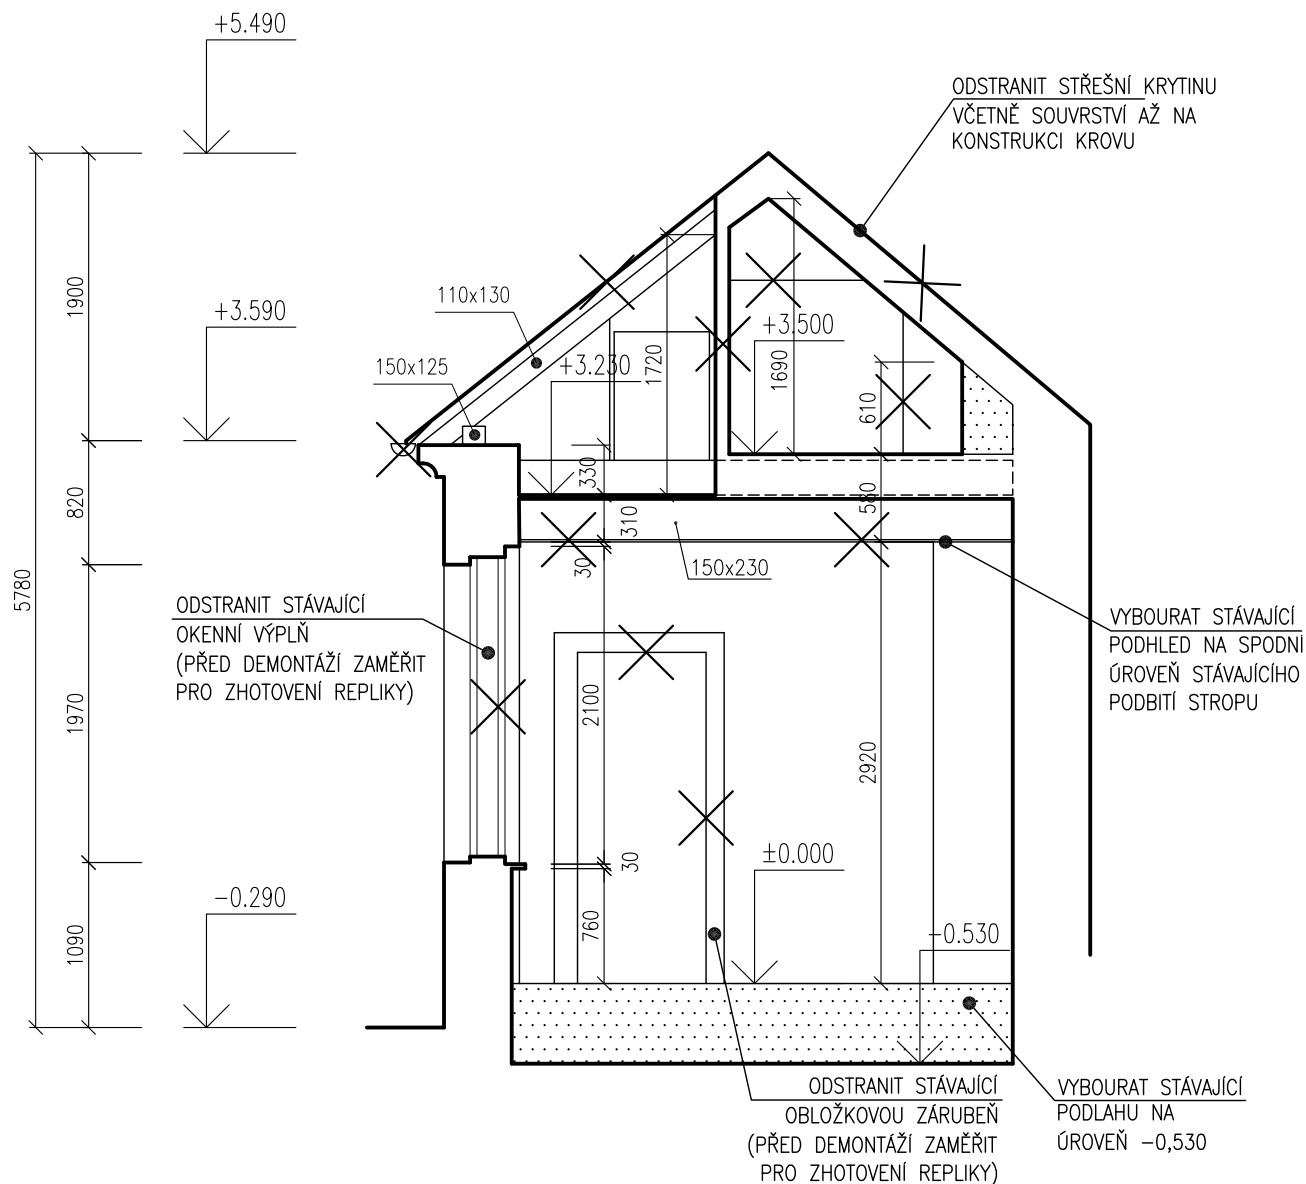 +5.490
ODSTRANIT STŘEŠNÍ KRYTINU
VČETNĚ SOUVRSTVÍ AŽ NA
KONSTRUKCI KROVU
1900
+3.590
110x130
150x125
+3.230
1720
+3.500
1690
610
330
580
820
310
30
150x230
5780
ODSTRANIT STÁVAJÍCÍ
OKENNÍ VÝPLŇ
(PŘED DEMONTÁŽÍ ZAMĚŘIT
PRO ZHOTOVENÍ REPLIKY)
VYBOURAT STÁVAJÍCÍ
PODHLED NA SPODNÍ
ÚROVEŇ STÁVAJÍCÍHO
PODBITÍ STROPU
1970
2100
2920
30
±0.000
-0.290
1090
760
-0.530
ODSTRANIT STÁVAJÍCÍ
OBLOŽKOVOU ZÁRUBEŇ
(PŘED DEMONTÁŽÍ ZAMĚŘIT
PRO ZHOTOVENÍ REPLIKY)
VYBOURAT STÁVAJÍCÍ
PODLAHU NA
ÚROVEŇ -0,530